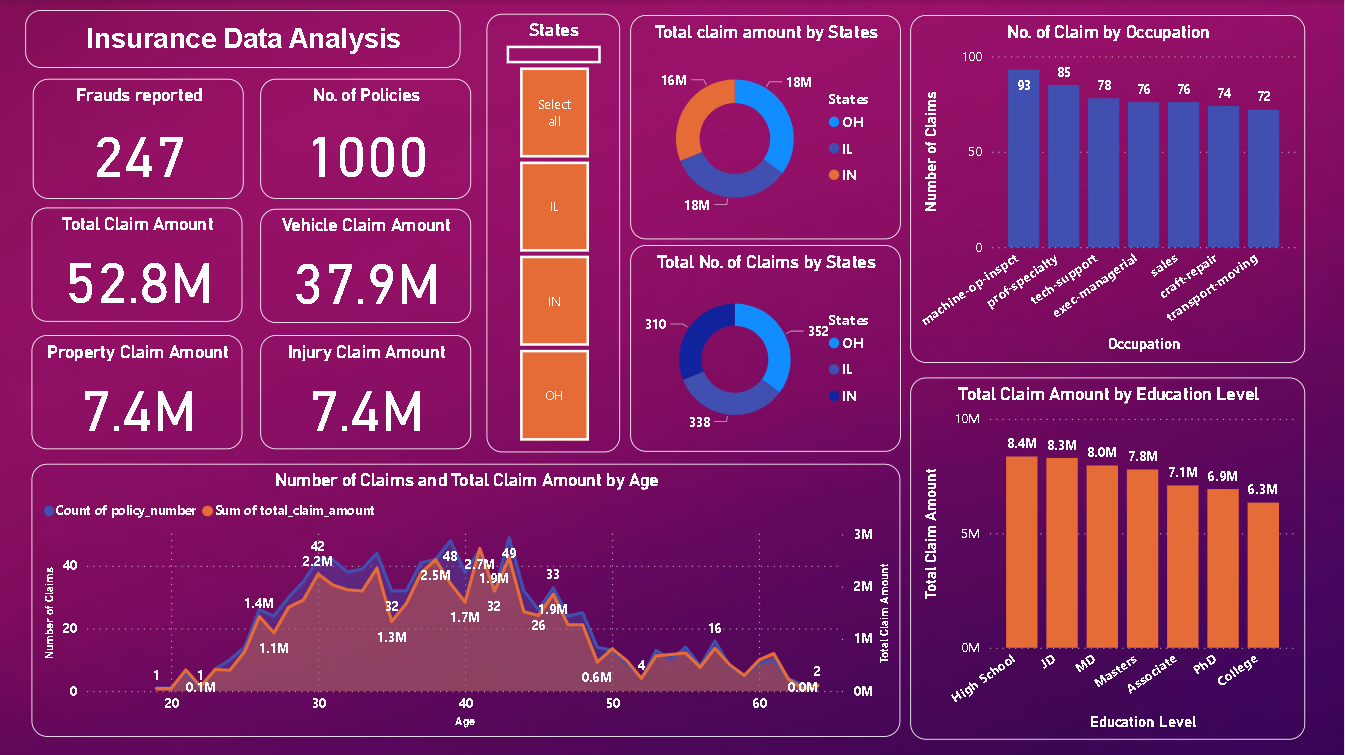 Insurance Data Analysis
Frauds reported
247
No. of Policies
1000
Total Claim Amount
52.8M
Vehicle Claim Amount
37.9M
Property Claim Amount
7.4M
Injury Claim Amount
7.4M
States
Select
all
IL
IN
OH
Total claim amount by States
16M
18M
18M
States
OH
IL
IN
Total No. of Claims by States
310
352
338
States
OH
IL
IN
No. of Claim by Occupation
Number of Claims
100
50
0
93
85
78
76
76
74
72
machine-op-inspct
prof-specialty
tech-support
exec-managerial
sales
craft-repair
transport-moving
Occupation
Number of Claims and Total Claim Amount by Age
Count of policy_number
Sum of total_claim_amount
Number of Claims
40
20
0
1
1
0.1M
1.4M
1.1M
42
2.2M
32
1.3M
2.5M
48
1.7M
2.7M
1.9M
32
49
26
33
1.9M
0.6M
4
16
2
0.0M
3M
2M
1M
0M
Total Claim Amount
20
30
40
50
60
Age
Total Claim Amount by Education Level
Total Claim Amount
10M
5M
0M
8.4M
8.3M
8.0M
7.8M
7.1M
6.9M
6.3M
High School
JD
MD
Masters
Associate
PhD
College
Education Level